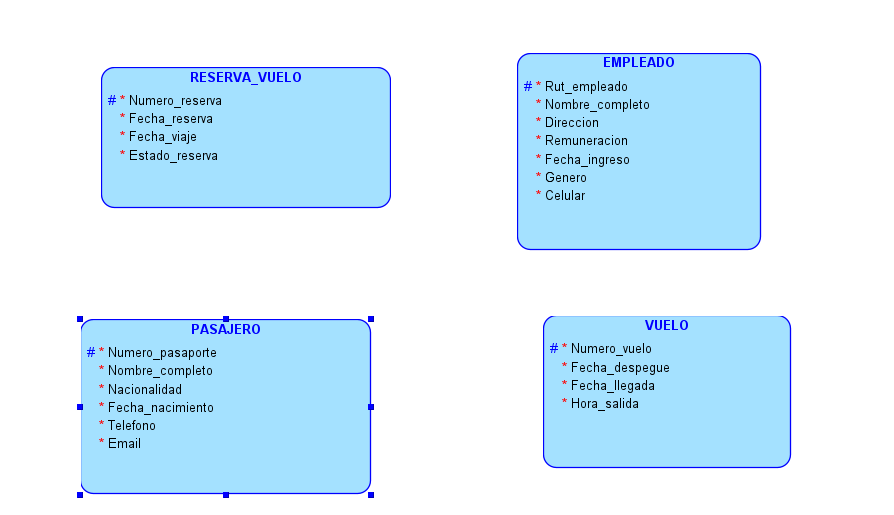 RESERVA_VUELO
# * Numero_reserva
* Fecha_reserva
* Fecha_viaje
* Estado_reserva
EMPLEADO
# * Rut_empleado
* Nombre_completo
* Direccion
* Remuneracion
* Fecha_ingreso
* Genero
* Celular
PASAJERO
# * Numero_pasaporte
* Nombre_completo
* Nacionalidad
* Fecha_nacimiento
* Telefono
* Email
VUELO
# * Numero_vuelo
* Fecha_despegue
* Fecha_llegada
* Hora_salida